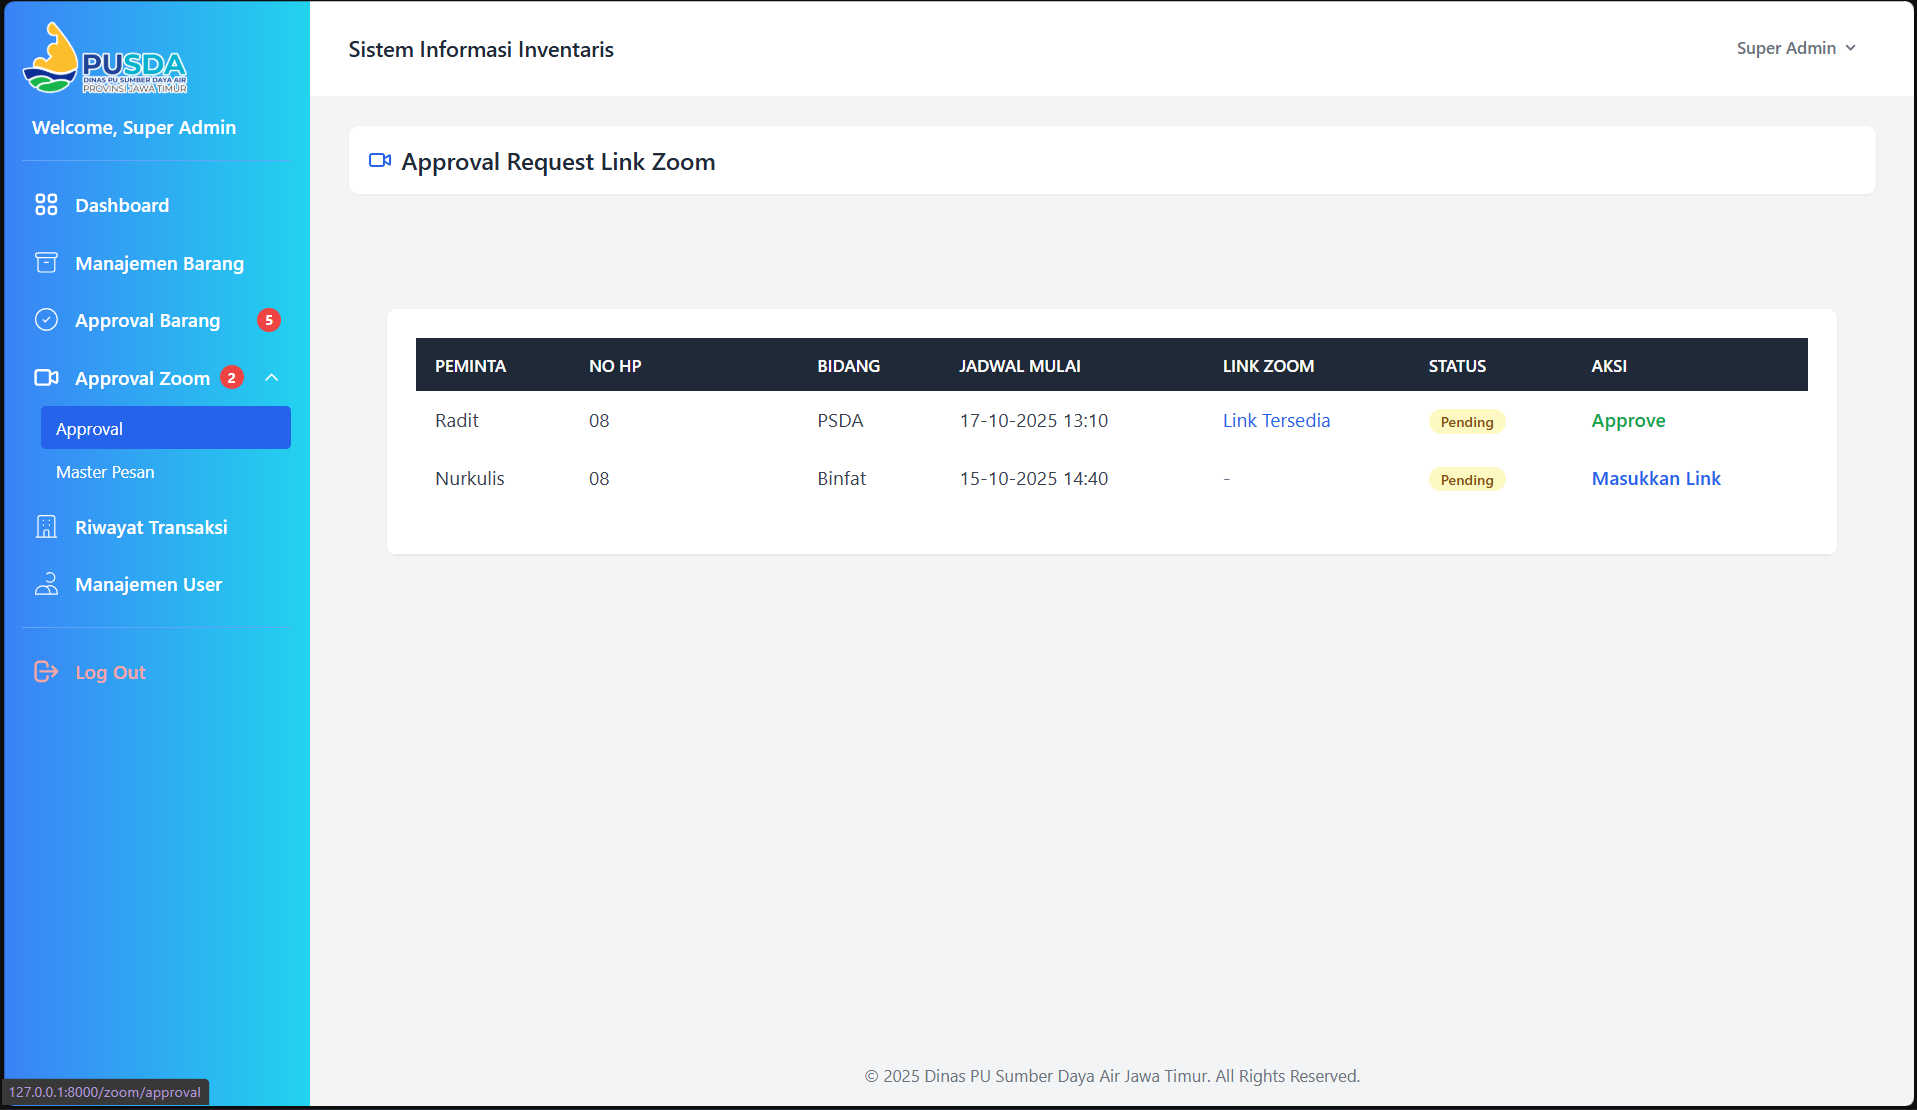 PUSDA
DINAS PU SUMBER DAYA AIR
PROVINSI JAWA TIMUR
Welcome, Super Admin
Dashboard
Manajemen Barang
Approval Barang 5
Approval Zoom 2
Approval
Master Pesan
Riwayat Transaksi
Manajemen User
Log Out
Sistem Informasi Inventaris
Super Admin
Approval Request Link Zoom
PEMINTA NO HP BIDANG JADWAL MULAI LINK ZOOM STATUS AKSI
Radit 08 PSDA 17-10-2025 13:10 Link Tersedia Pending Approve
Nurkulis 08 Binfat 15-10-2025 14:40 - Pending Masukkan Link
© 2025 Dinas PU Sumber Daya Air Jawa Timur. All Rights Reserved.
127.0.0.1:8000/zoom/approval